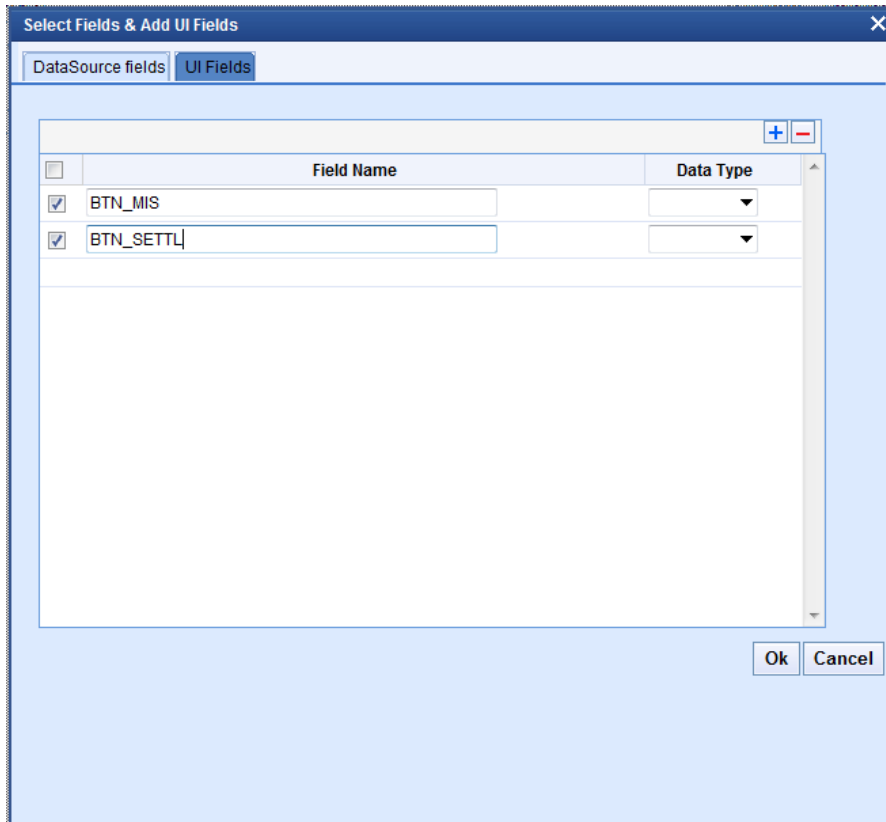 Select Fields & Add UI Fields
DataSource fields UI Fields
Field Name Data Type
BTN_MIS
BTN_SETTL
Ok Cancel